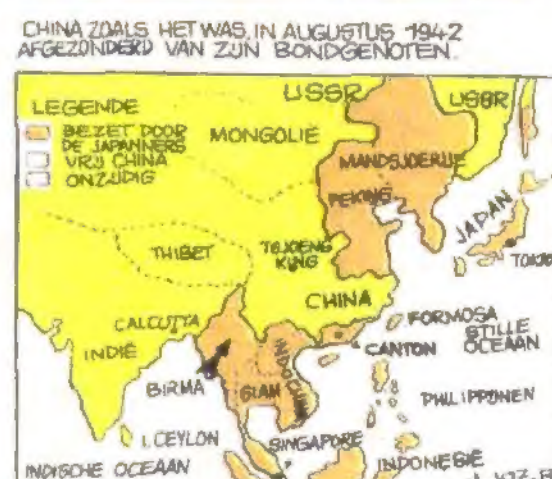 CHINA ZOALS HET WAS, IN AUGUSTUS 1942
AFGEZONDERD VAN ZIJN BONDGENOTEN.
LEGENDE
BEZET DOOR
DE JAPANNERS
VRIJ CHINA
ONZIJDIG
USSR
USSR
MONGOLIË
MANDSJOERIJE
PEKING
JAPAN
THIBET
TSJOENG
KING
CHINA
CALCUTTA
FORMOSA
STILLE
OCEAAN
CANTON
INDIË
BIRMA
SIAM
INDOCHINA
PHILIPPIJNEN
I. CEYLON
SINGAPORE
INDONESIË
INDISCHE OCEAAN